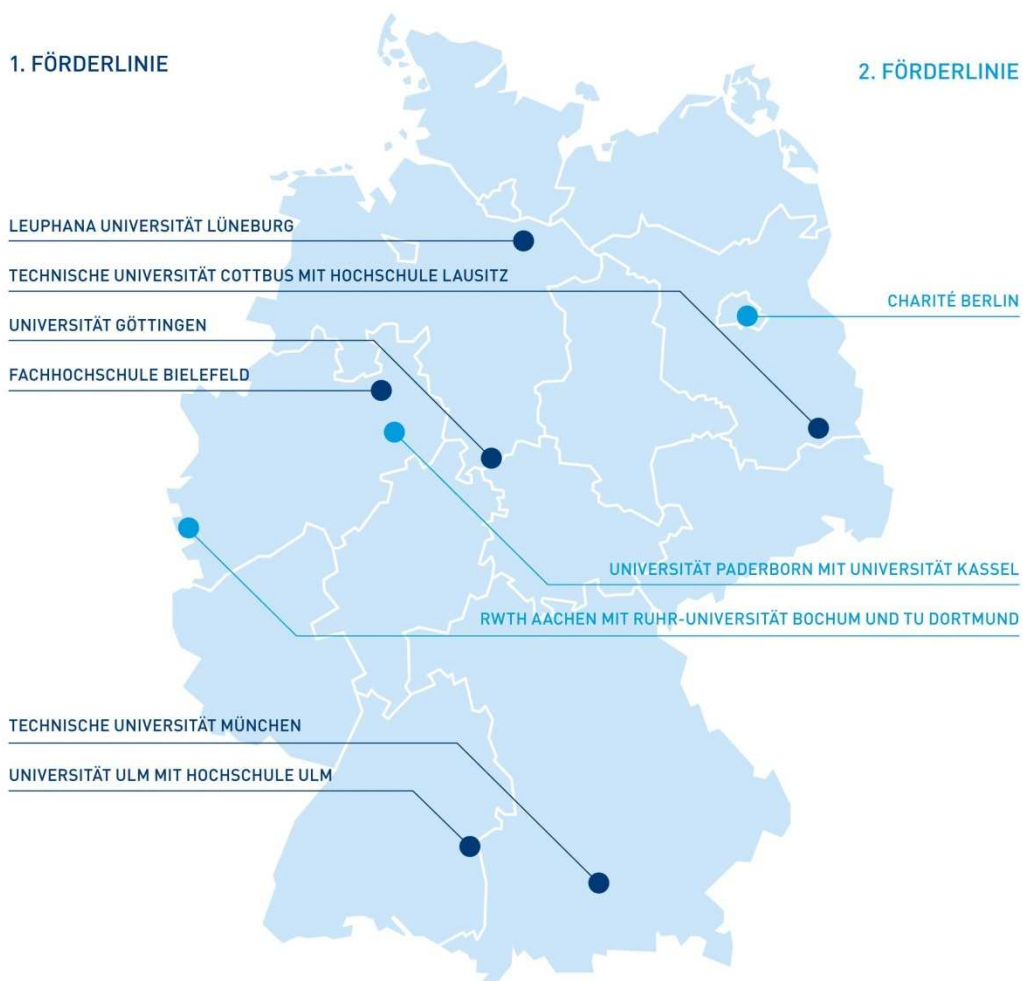 1. FÖRDERLINIE
2. FÖRDERLINIE
LEUPHANA UNIVERSITÄT LÜNEBURG
TECHNISCHE UNIVERSITÄT COTTBUS MIT HOCHSCHULE LAUSITZ
CHARITÉ BERLIN
UNIVERSITÄT GÖTTINGEN
FACHHOCHSCHULE BIELEFELD
UNIVERSITÄT PADERBORN MIT UNIVERSITÄT KASSEL
RWTH AACHEN MIT RUHR-UNIVERSITÄT BOCHUM UND TU DORTMUND
TECHNISCHE UNIVERSITÄT MÜNCHEN
UNIVERSITÄT ULM MIT HOCHSCHULE ULM